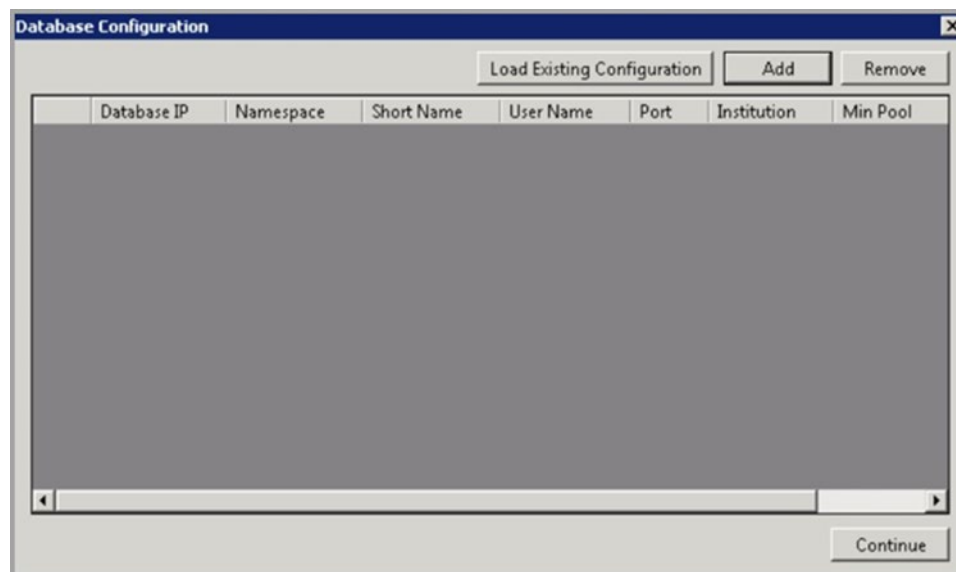 Database Configuration
Load Existing Configuration Add Remove
Database IP Namespace Short Name User Name Port Institution Min Pool
Continue